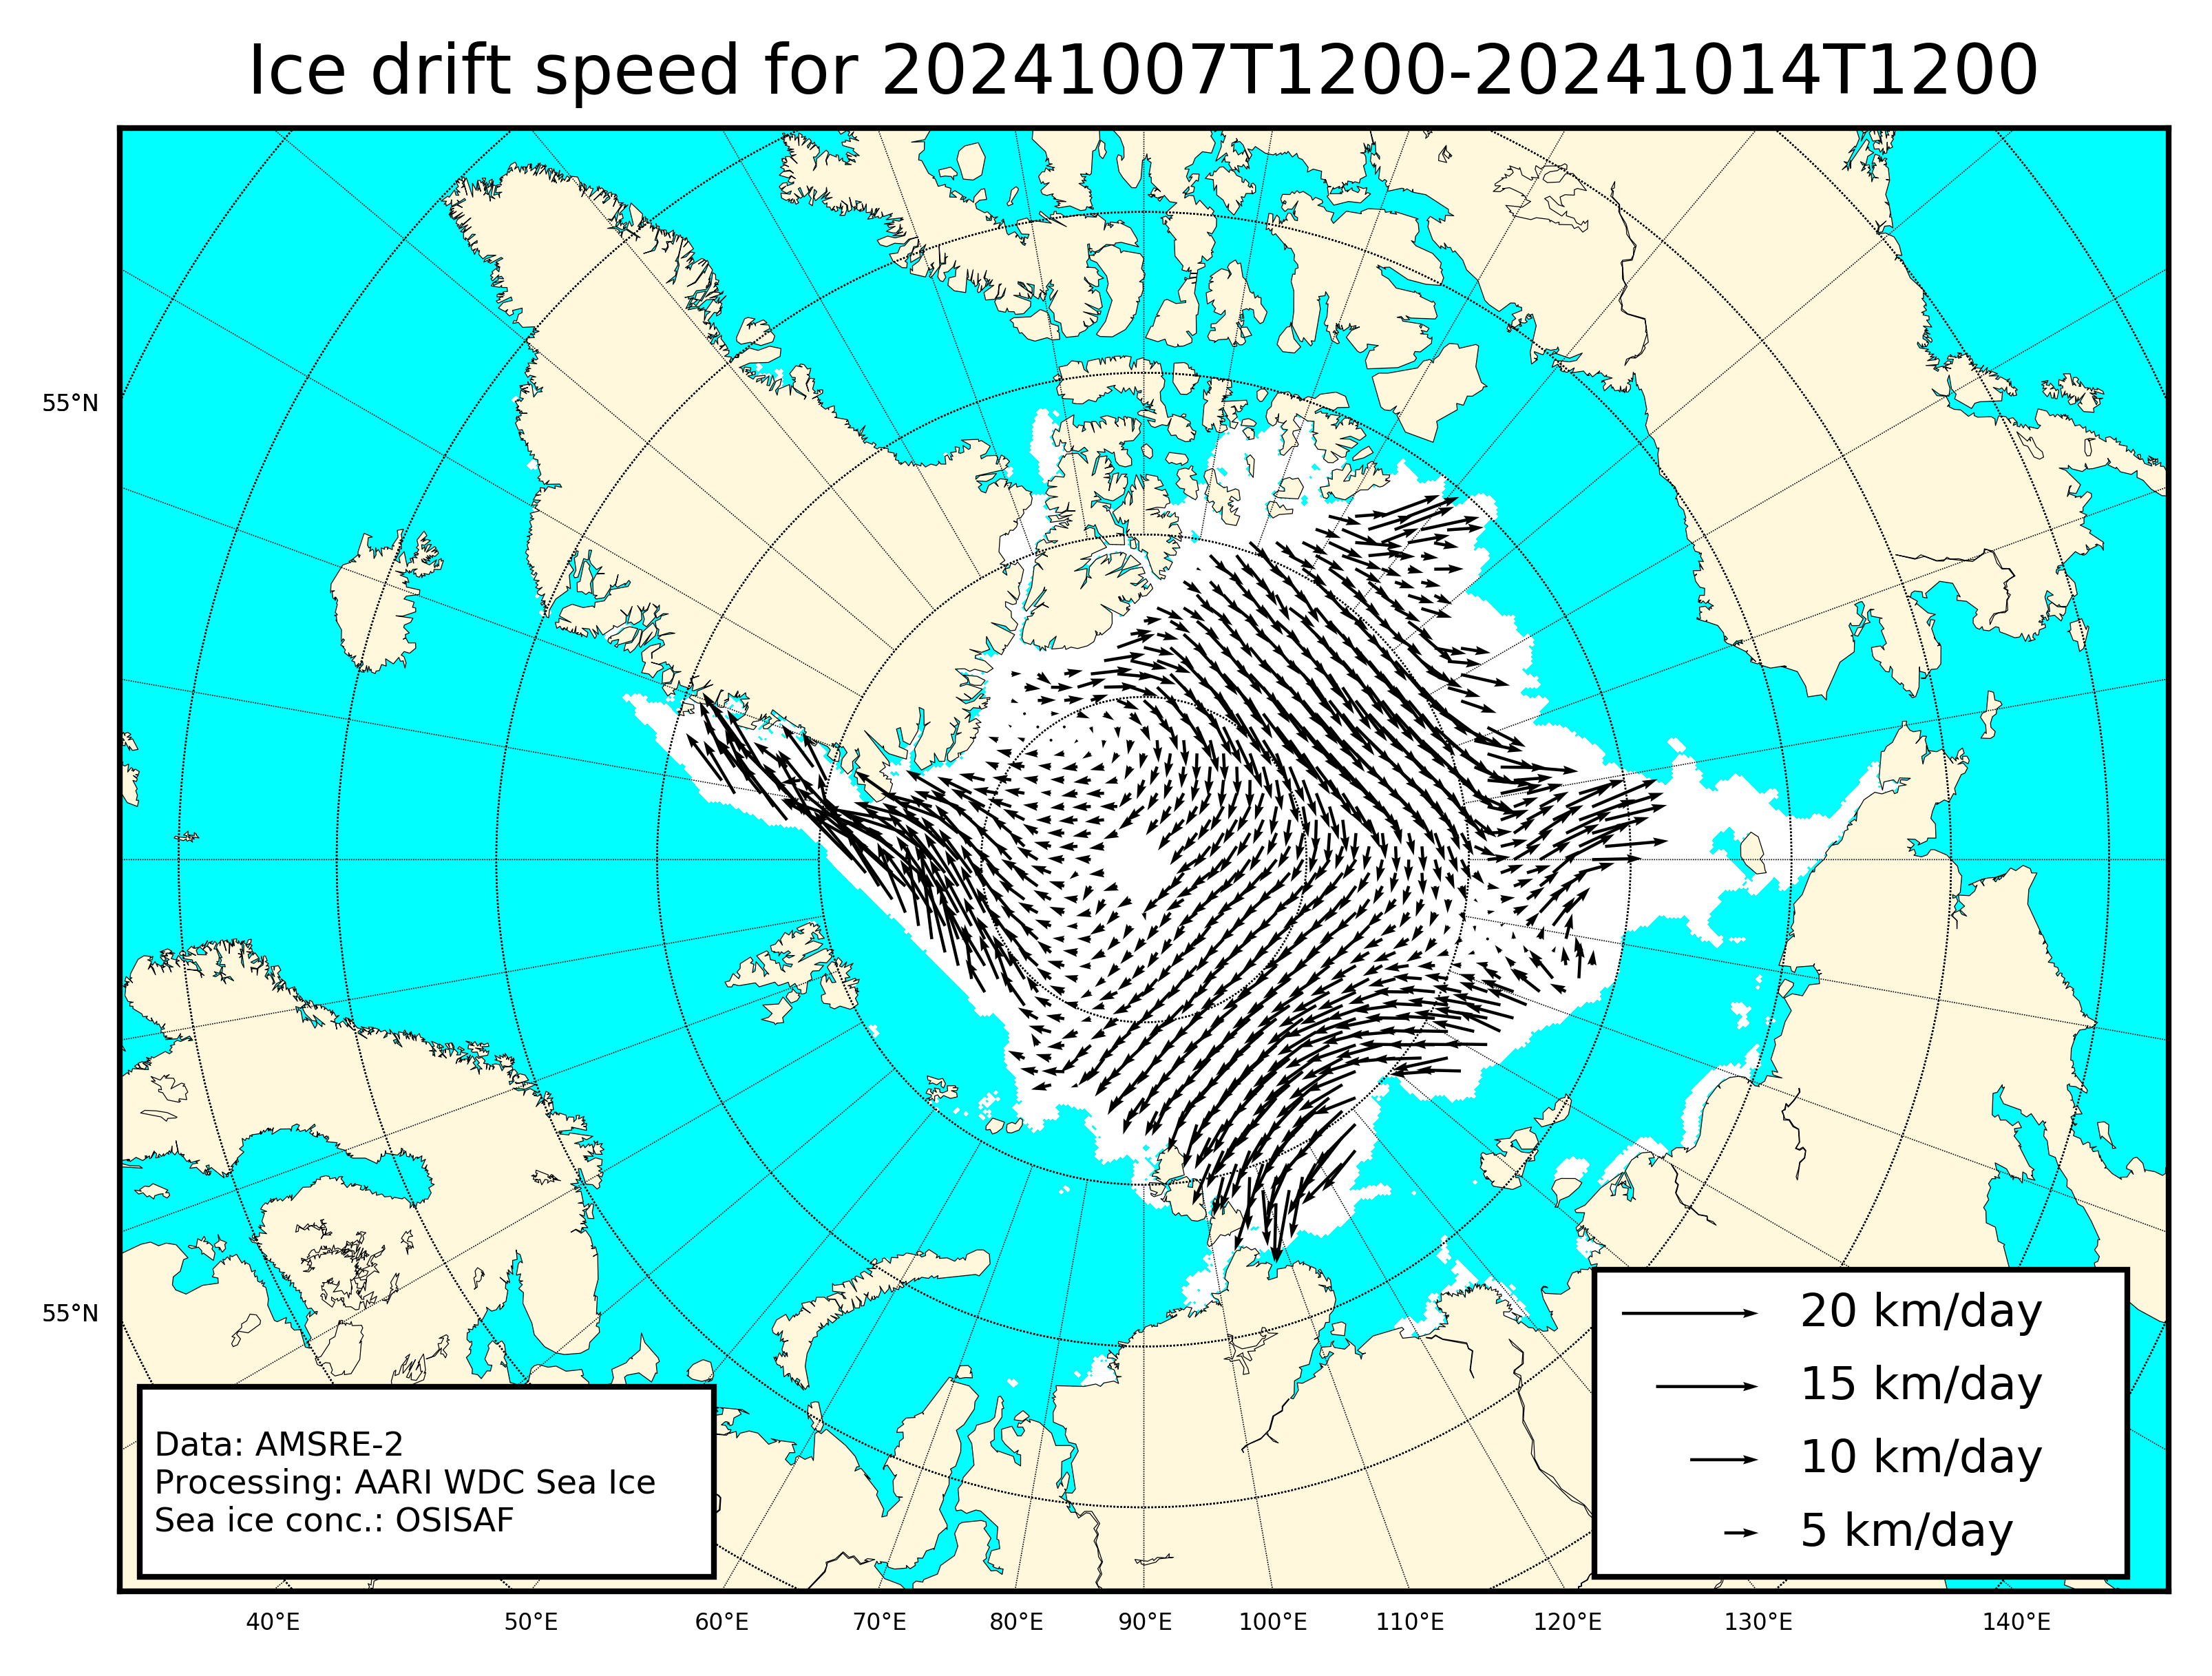 Ice drift speed for 20241007T1200-20241014T1200
55°N
55°N
20 km/day
15 km/day
10 km/day
5 km/day
Data: AMSRE-2
Processing: AARI WDC Sea Ice
Sea ice conc.: OSISAF
40°E 50°E 60°E 70°E 80°E 90°E 100°E 110°E 120°E 130°E 140°E